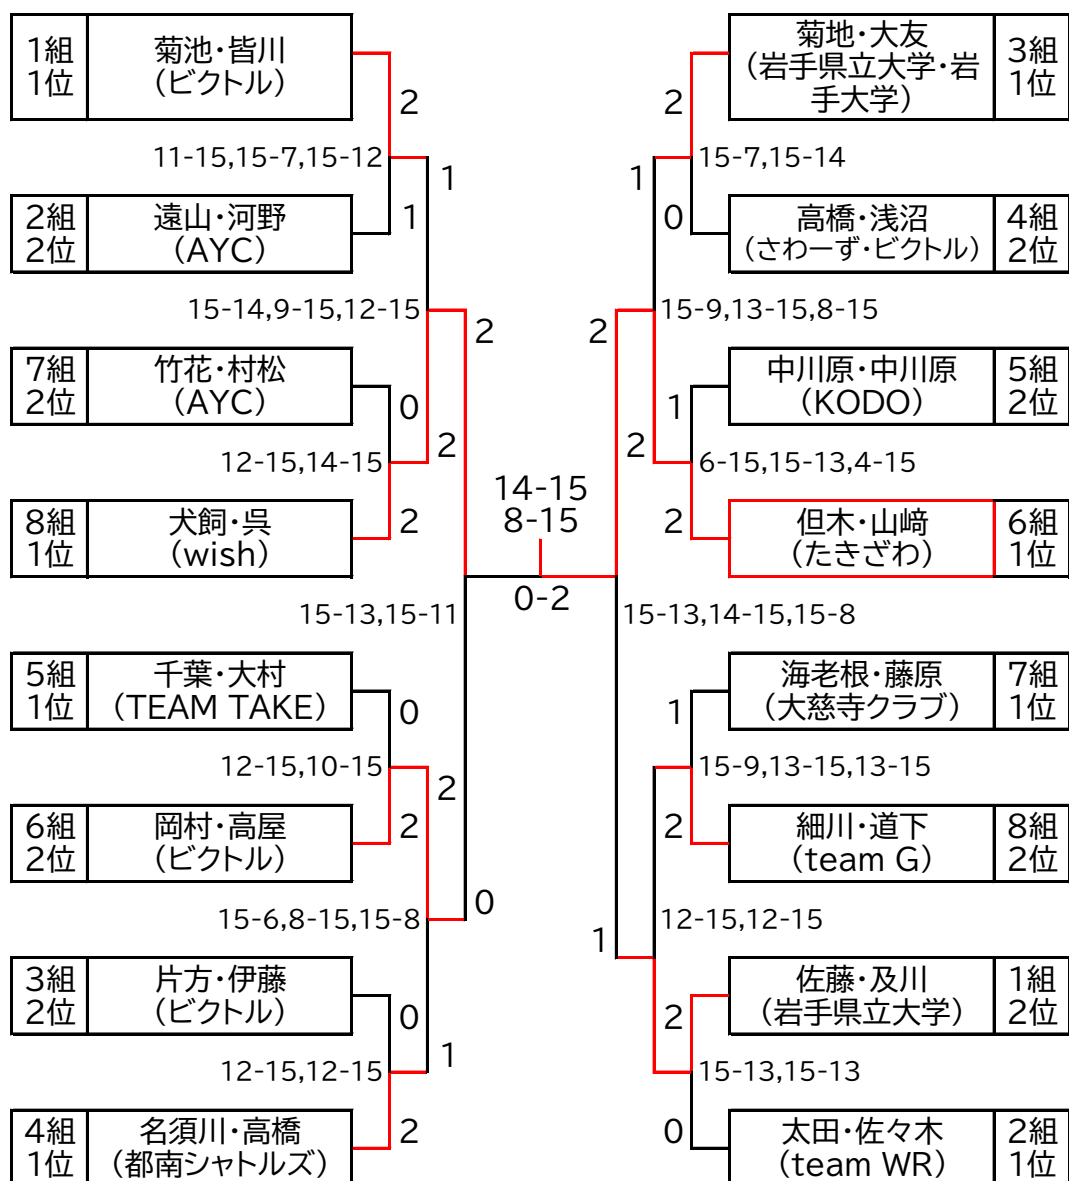 1組
1位
菊池・皆川
(ビクトル)
2
11-15,15-7,15-12
1
1
2組
2位
遠山・河野
(AYC)
15-14,9-15,12-15
2
7組
2位
竹花・村松
(AYC)
0
2
12-15,14-15
8組
1位
犬飼・呉
(wish)
2
15-13,15-11
5組
1位
千葉・大村
(TEAM TAKE)
0
12-15,10-15
2
6組
2位
岡村・高屋
(ビクトル)
2
0
15-6,8-15,15-8
3組
2位
片方・伊藤
(ビクトル)
0
1
12-15,12-15
4組
1位
名須川・高橋
(都南シャトルズ)
2
14-15
8-15
0-2
菊地・大友
(岩手県立大学・岩
手大学)
3組
1位
2
15-7,15-14
1
0
高橋・浅沼
(さわーず・ビクトル)
4組
2位
15-9,13-15,8-15
2
中川原・中川原
(KODO)
5組
2位
1
2
6-15,15-13,4-15
2
但木・山﨑
(たきざわ)
6組
1位
15-13,14-15,15-8
海老根・藤原
(大慈寺クラブ)
7組
1位
1
15-9,13-15,13-15
2
細川・道下
(team G)
8組
2位
12-15,12-15
1
佐藤・及川
(岩手県立大学)
1組
2位
2
15-13,15-13
0
太田・佐々木
(team WR)
2組
1位